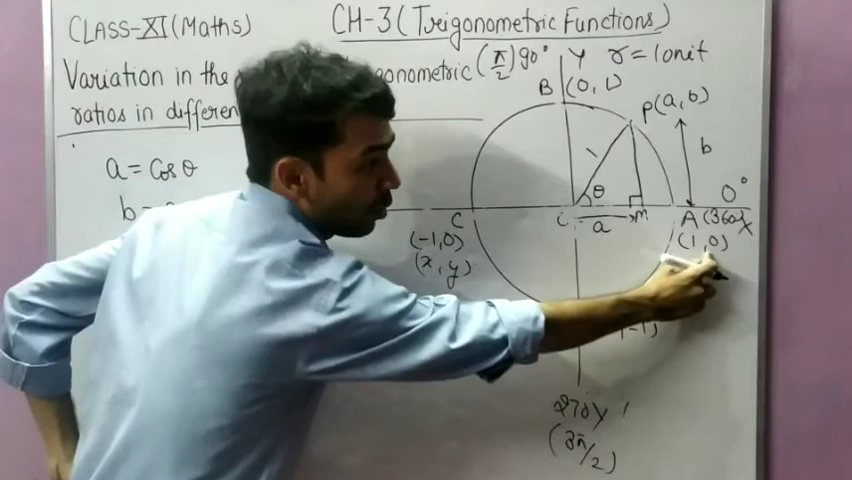 CLASS-XI (Maths)
CH-3 (Trigonometric Functions)
Variation in the
onometric
ratios in differen
a = Cosθ
b =
(π/2) 90°
Y
r = 1 unit
B (0, 1)
P(a, b)
1
b
θ
0°
C
(-1, 0)
(x, y)
a
M
A (360) X
(1, 0)
-1)
270 Y'
(3π/2)